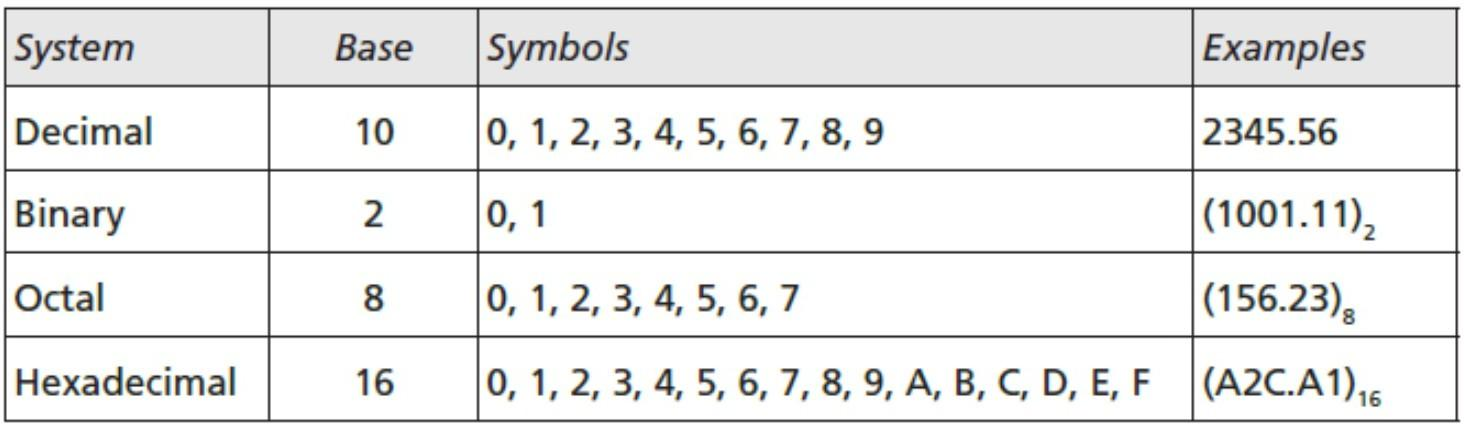 System Base Symbols Examples
Decimal 10 0, 1, 2, 3, 4, 5, 6, 7, 8, 9 2345.56
Binary 2 0, 1 (1001.11)₂
Octal 8 0, 1, 2, 3, 4, 5, 6, 7 (156.23)₈
Hexadecimal 16 0, 1, 2, 3, 4, 5, 6, 7, 8, 9, A, B, C, D, E, F (A2C.A1)₁₆